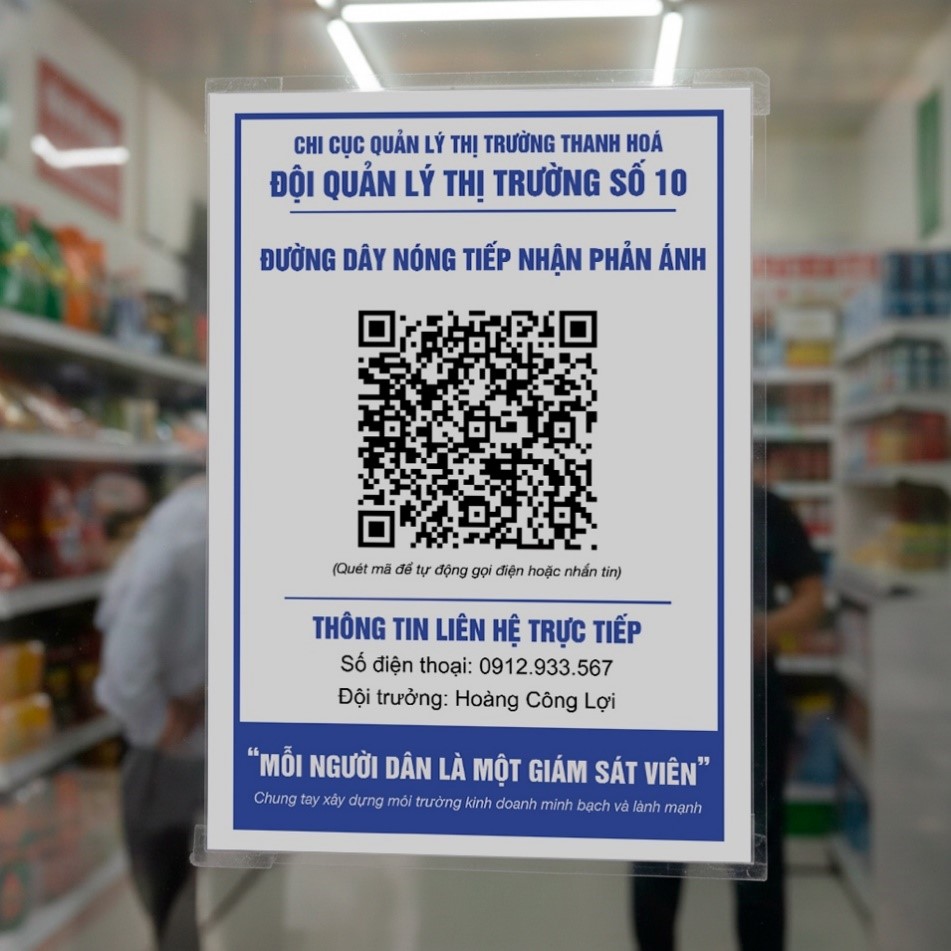 CHI CỤC QUẢN LÝ THỊ TRƯỜNG THANH HOÁ
ĐỘI QUẢN LÝ THỊ TRƯỜNG SỐ 10
ĐƯỜNG DÂY NÓNG TIẾP NHẬN PHẢN ÁNH
(Quét mã để tự động gọi điện hoặc nhắn tin)
THÔNG TIN LIÊN HỆ TRỰC TIẾP
Số điện thoại: 0912.933.567
Đội trưởng: Hoàng Công Lợi
“MỖI NGƯỜI DÂN LÀ MỘT GIÁM SÁT VIÊN”
Chung tay xây dựng môi trường kinh doanh minh bạch và lành mạnh